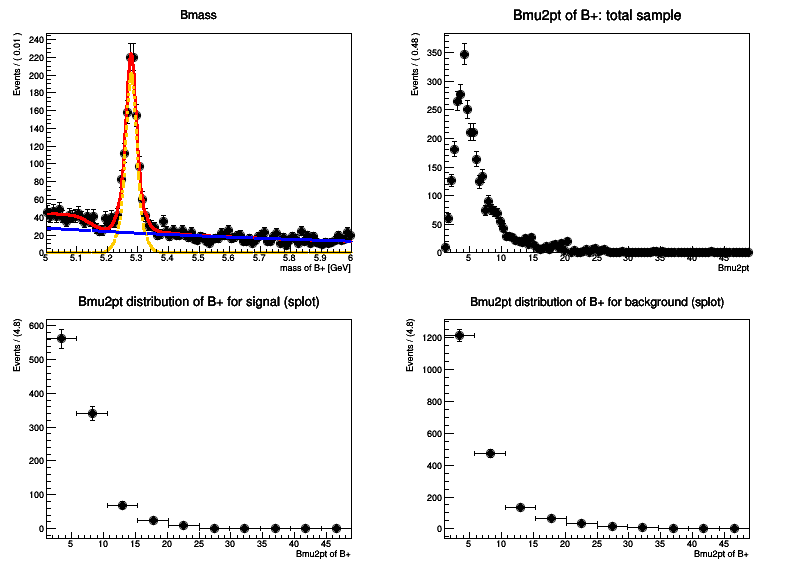 Bmass
Events / ( 0.01 )
240
220
200
180
160
140
120
100
80
60
40
20
0
5 5.1 5.2 5.3 5.4 5.5 5.6 5.7 5.8 5.9 6
mass of B+ [GeV]
Bmu2pt of B+: total sample
Events / ( 0.48 )
350
300
250
200
150
100
50
0
5 10 15 20 25 30 35 40 45
Bmu2pt
Bmu2pt distribution of B+ for signal (splot)
Events / (4.8)
600
500
400
300
200
100
0
5 10 15 20 25 30 35 40 45
Bmu2pt of B+
Bmu2pt distribution of B+ for background (splot)
Events / (4.8)
1200
1000
800
600
400
200
0
5 10 15 20 25 30 35 40 45
Bmu2pt of B+